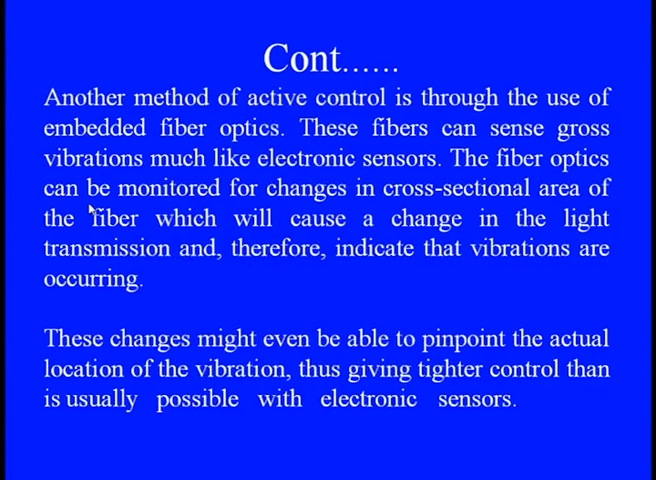 Cont......
Another method of active control is through the use of
embedded fiber optics. These fibers can sense gross
vibrations much like electronic sensors. The fiber optics
can be monitored for changes in cross-sectional area of
the fiber which will cause a change in the light
transmission and, therefore, indicate that vibrations are
occurring.
These changes might even be able to pinpoint the actual
location of the vibration, thus giving tighter control than
is usually possible with electronic sensors.